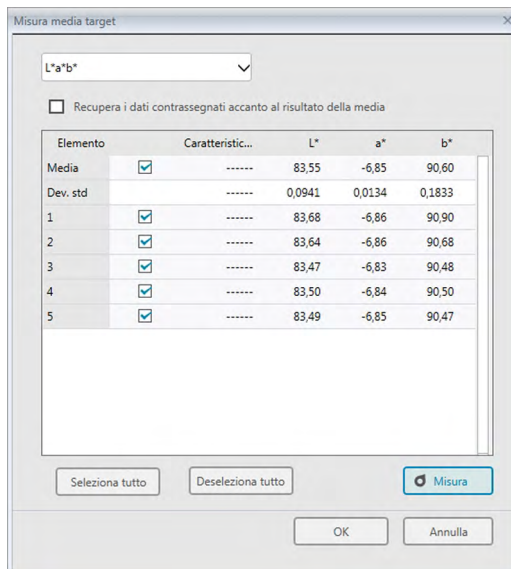 Misura media target
L*a*b*
Recupera i dati contrassegnati accanto al risultato della media
Elemento Caratteristic... L* a* b*
Media ------ 83,55 -6,85 90,60
Dev. std ------ 0,0941 0,0134 0,1833
1 ------ 83,68 -6,86 90,90
2 ------ 83,64 -6,86 90,68
3 ------ 83,47 -6,83 90,48
4 ------ 83,50 -6,84 90,50
5 ------ 83,49 -6,85 90,47
Seleziona tutto Deseleziona tutto Misura
OK Annulla